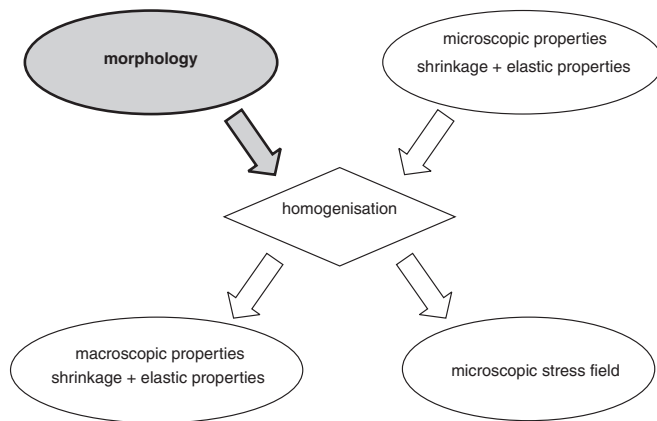 morphology
microscopic properties
shrinkage + elastic properties
homogenisation
macroscopic properties
shrinkage + elastic properties
microscopic stress field